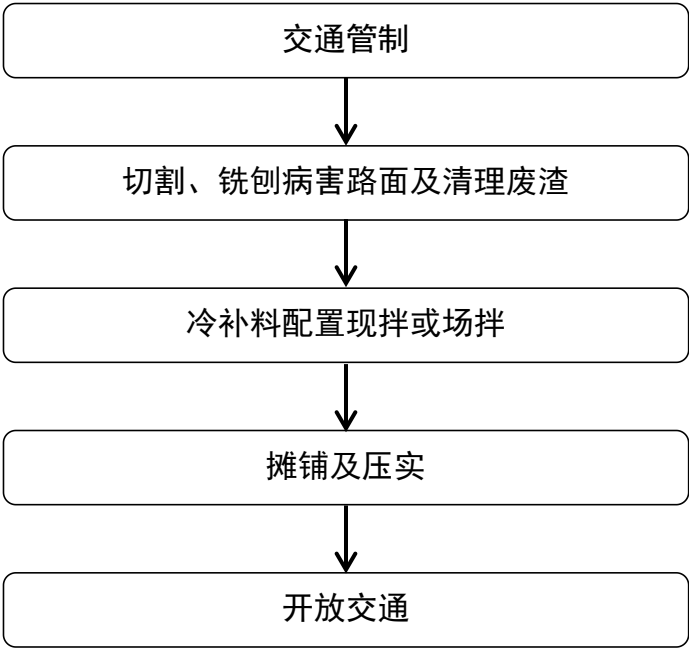 交通管制
切割、铣刨病害路面及清理废渣
冷补料配置现拌或场拌
摊铺及压实
开放交通